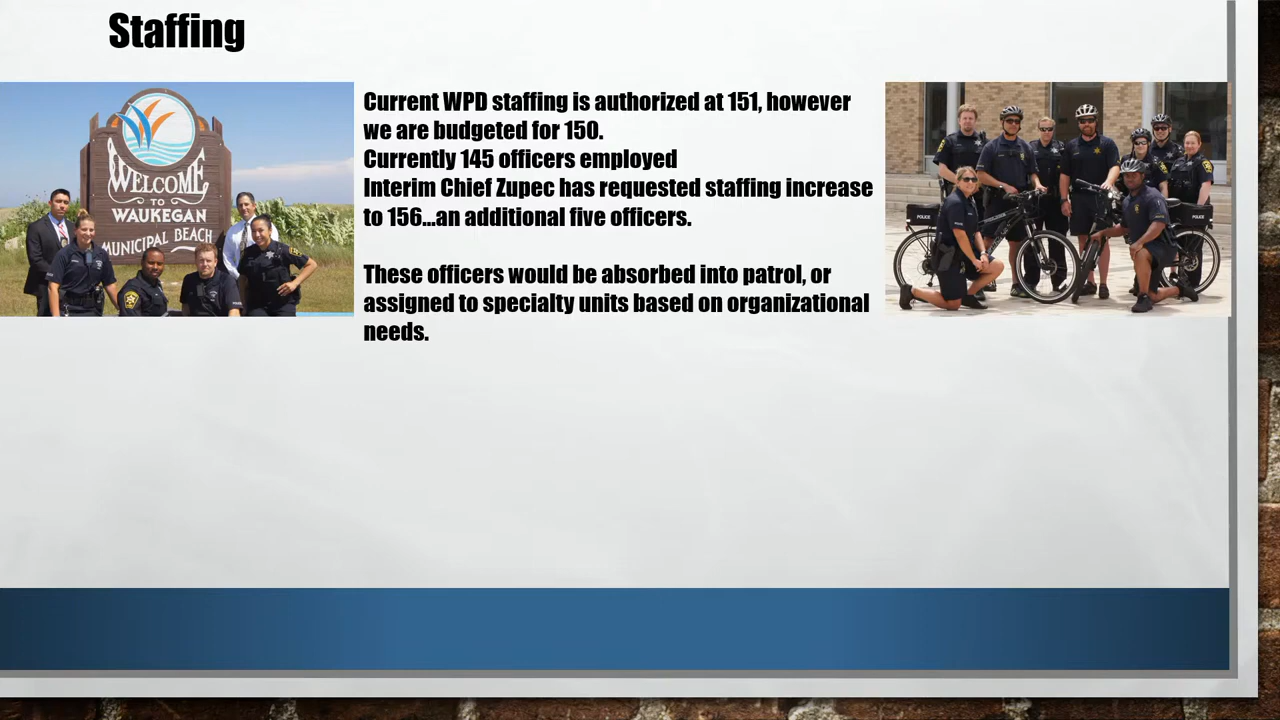 Staffing
WELCOME
TO
WAUKEGAN
MUNICIPAL BEACH
Current WPD staffing is authorized at 151, however
we are budgeted for 150.
Currently 145 officers employed
Interim Chief Zupec has requested staffing increase
to 156...an additional five officers.
These officers would be absorbed into patrol, or
assigned to specialty units based on organizational
needs.
POLICE
POLICE